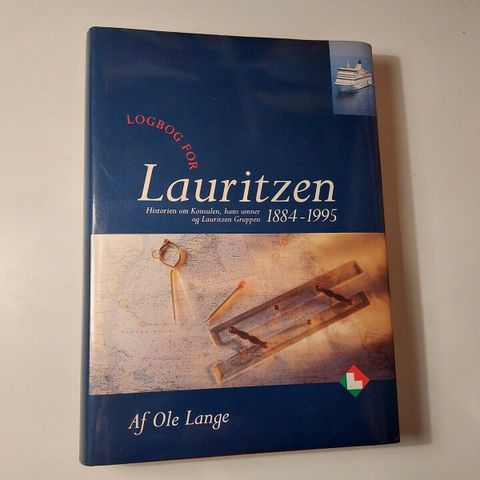 LOGBOG FOR
Lauritzen
Historien om Konsulen, hans sønner
og Lauritzen Gruppen
1884-1995
Af Ole Lange